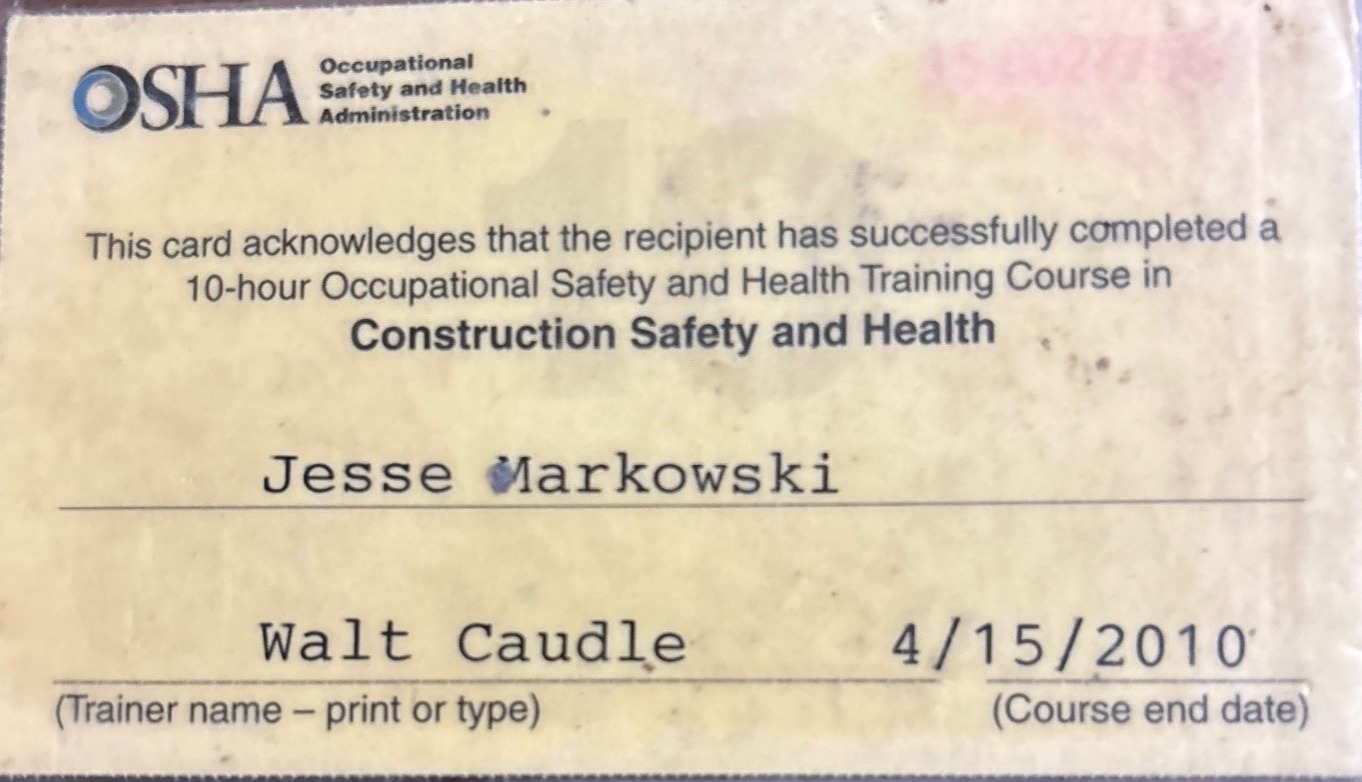 OSHA
Occupational
Safety and Health
Administration
This card acknowledges that the recipient has successfully completed a
10-hour Occupational Safety and Health Training Course in
Construction Safety and Health
Jesse Markowski
Walt Caudle 4/15/2010
(Trainer name – print or type) (Course end date)